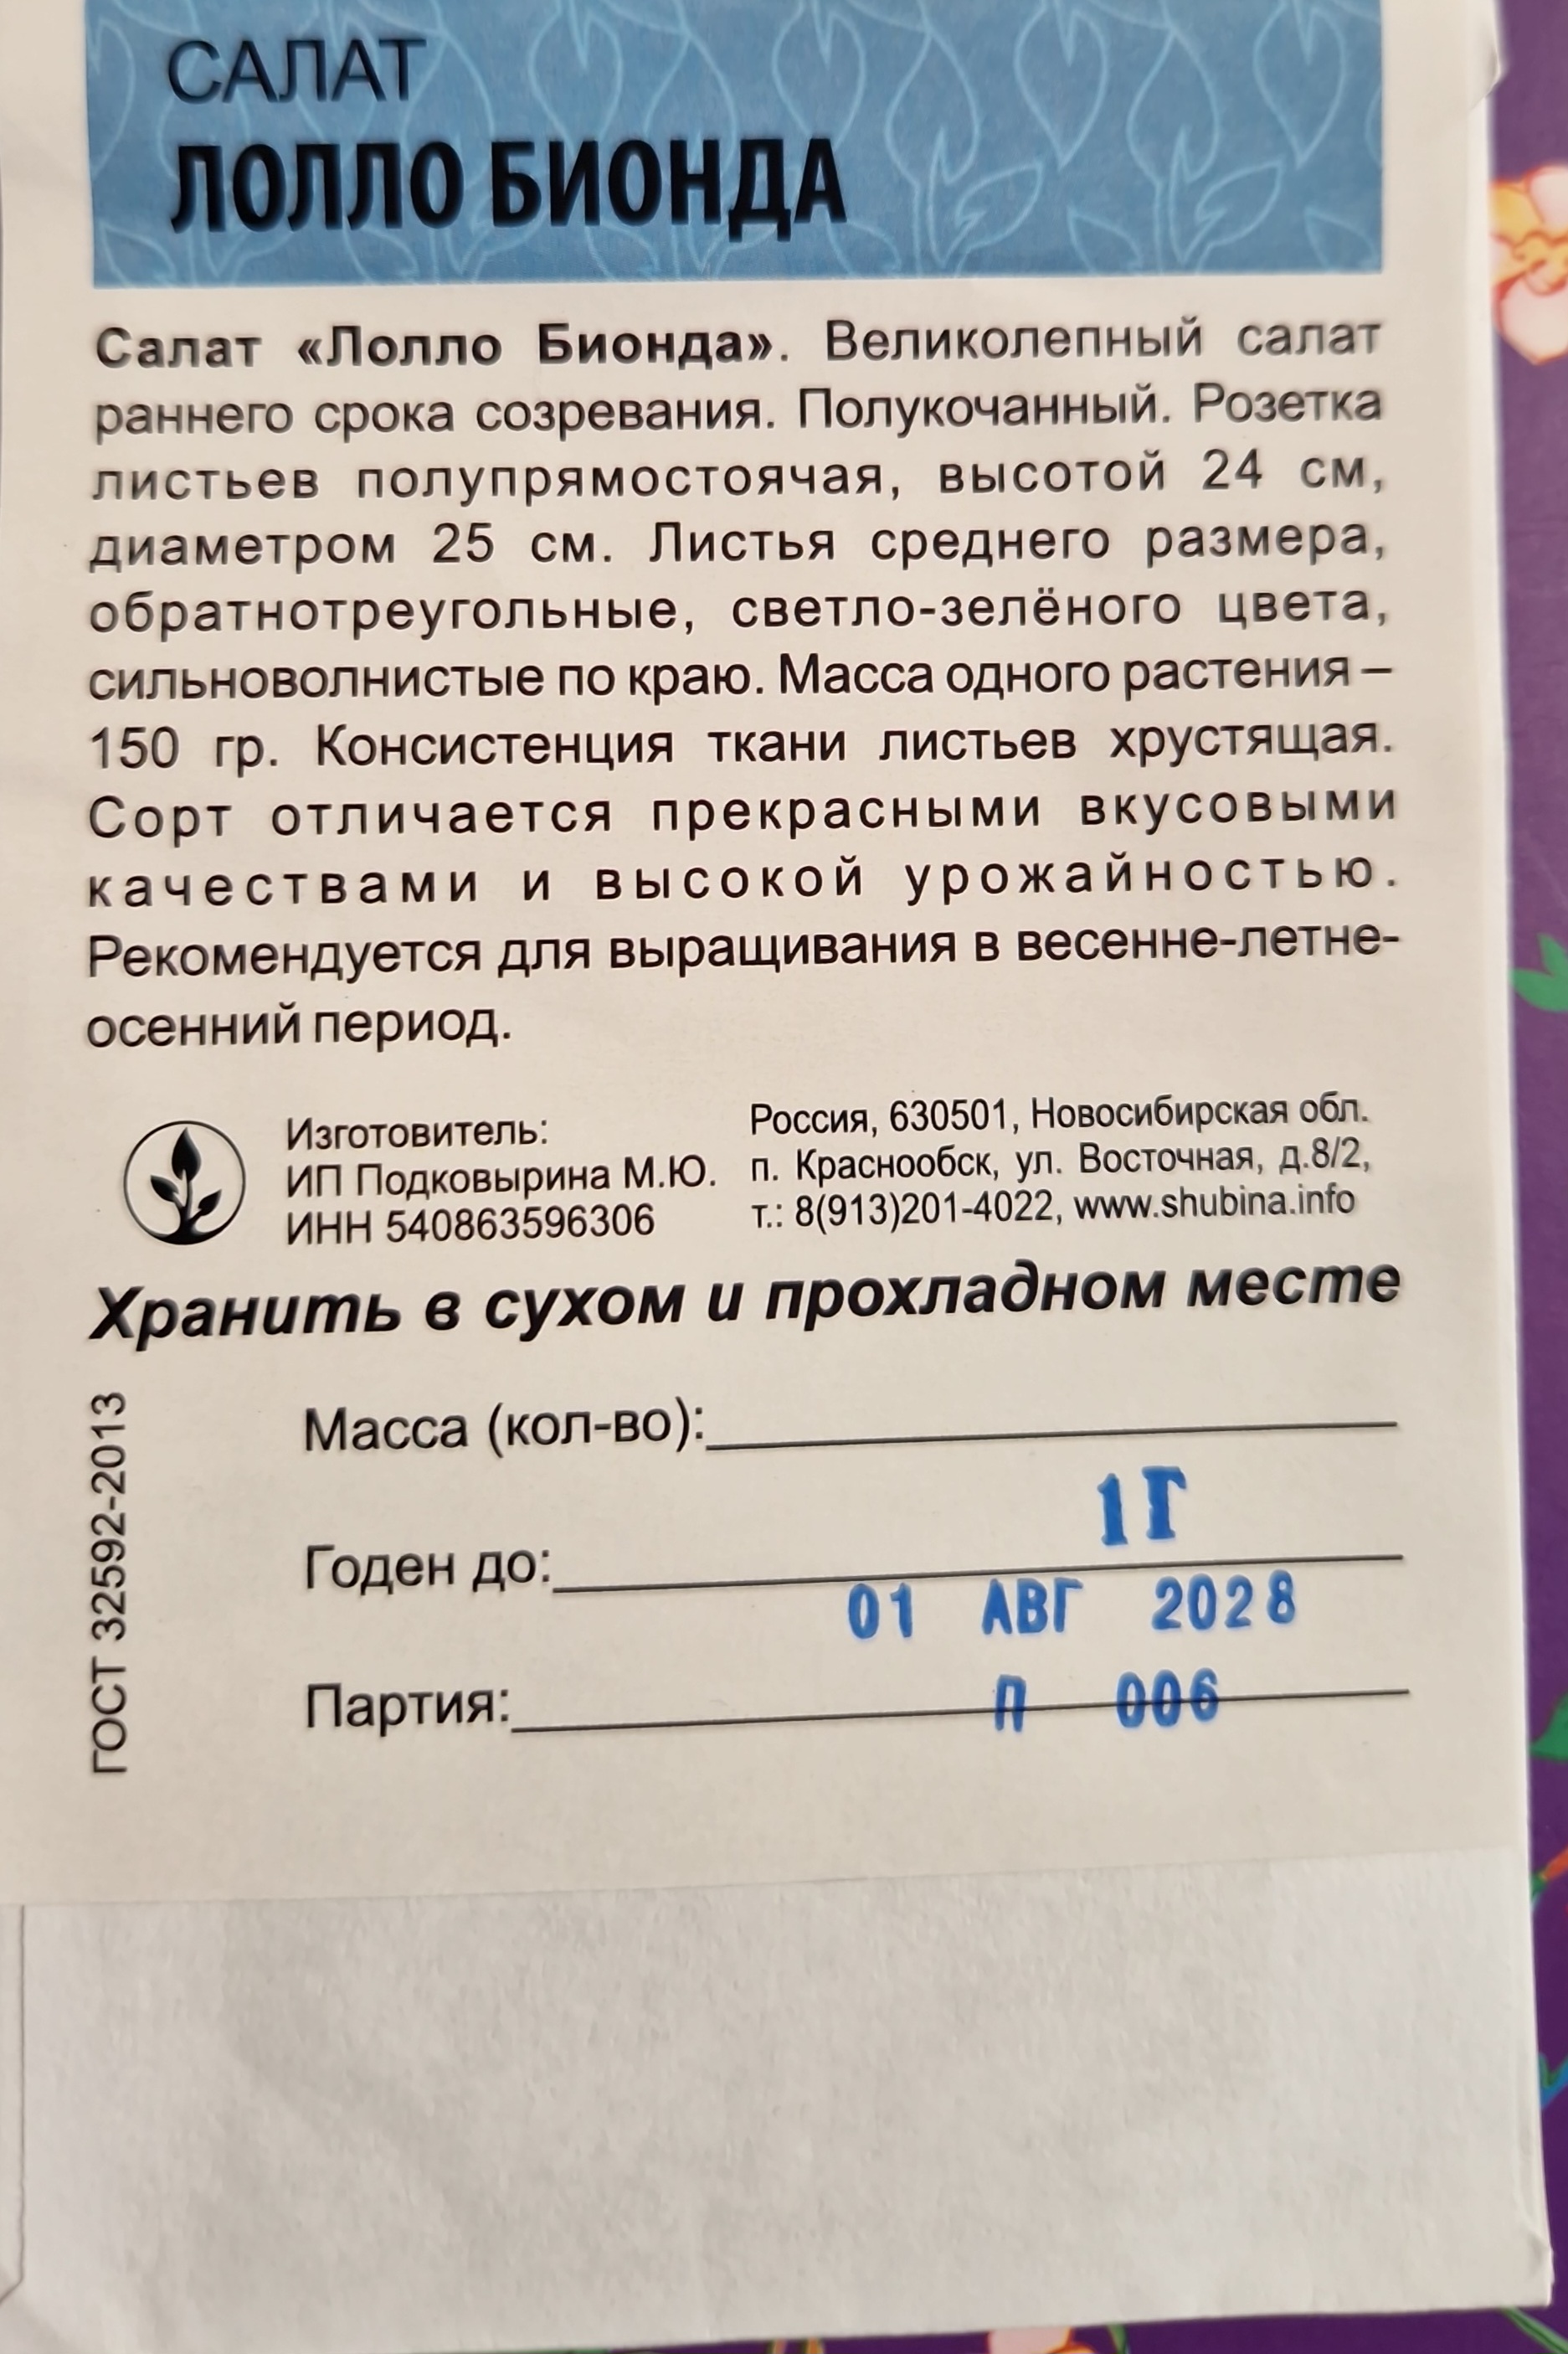 САЛАТ
ЛОЛЛО БИОНДА
Салат «Лолло Бионда». Великолепный салат
раннего срока созревания. Полукочанный. Розетка
листьев полупрямостоячая, высотой 24 см,
диаметром 25 см. Листья среднего размера,
обратнотреугольные, светло-зелёного цвета,
сильноволнистые по краю. Масса одного растения –
150 гр. Консистенция ткани листьев хрустящая.
Сорт отличается прекрасными вкусовыми
качествами и высокой урожайностью.
Рекомендуется для выращивания в весенне-летне-
осенний период.
Изготовитель:
ИП Подковырина М.Ю.
ИНН 540863596306
Россия, 630501, Новосибирская обл.
п. Краснообск, ул. Восточная, д.8/2,
т.: 8(913)201-4022, www.shubina.info
Хранить в сухом и прохладном месте
ГОСТ 32592-2013
Масса (кол-во):
1Г
Годен до:
01 АВГ 2028
Партия: П 006